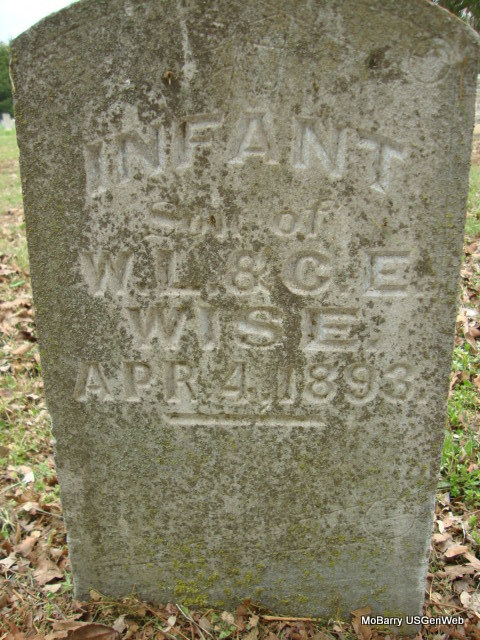 INFANT
Son of
W. L. & C. E.
WISE.
APR. 4, 1893.
MoBarry USGenWeb